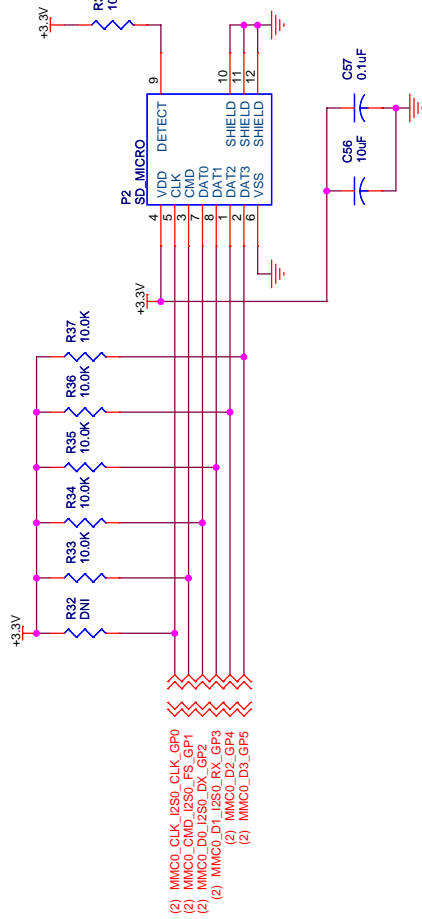 +3.3V
9
DETECT
10
11
12
SHIELD
SHIELD
SHIELD
P2
SD_MICRO
4
VDD
5
CLK
3
CMD
7
DAT0
8
DAT1
1
DAT2
2
DAT3
6
VSS
C57
0.1uF
C56
10uF
+3.3V
R37
10.0K
R36
10.0K
R35
10.0K
R34
10.0K
R33
10.0K
R32
DNI
+3.3V
(2) MMC0_CLK_I2S0_CLK_GP0
(2) MMC0_CMD_I2S0_FS_GP1
(2) MMC0_D0_I2S0_DX_GP2
(2) MMC0_D1_I2S0_RX_GP3
(2) MMC0_D2_GP4
(2) MMC0_D3_GP5